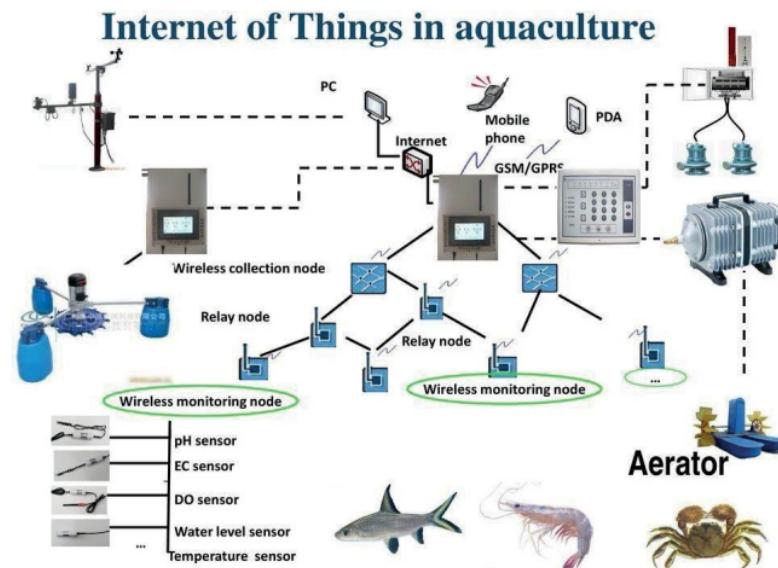 Internet of Things in aquaculture
PC
Mobile
phone
PDA
Internet
GSM/GPRS
Wireless collection node
Relay node
Relay node
Wireless monitoring node
Wireless monitoring node
...
pH sensor
EC sensor
DO sensor
Water level sensor
...
Temperature sensor
Aerator